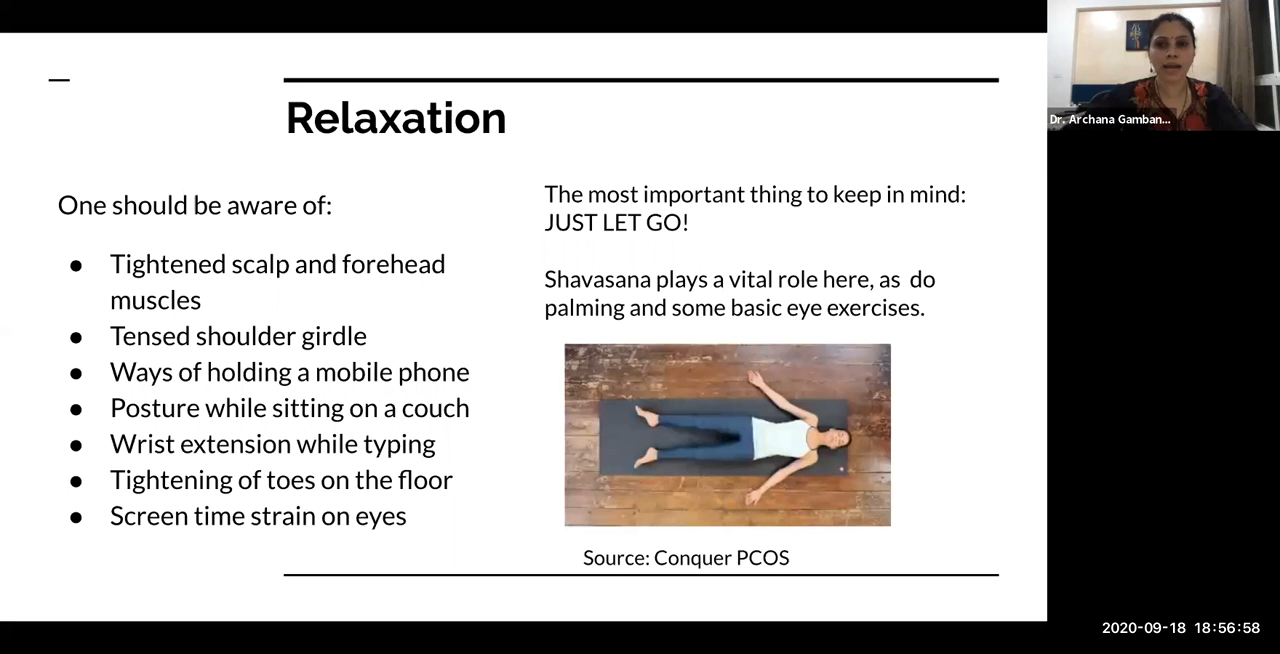 Relaxation
One should be aware of:
● Tightened scalp and forehead
muscles
● Tensed shoulder girdle
● Ways of holding a mobile phone
● Posture while sitting on a couch
● Wrist extension while typing
● Tightening of toes on the floor
● Screen time strain on eyes
The most important thing to keep in mind:
JUST LET GO!
Shavasana plays a vital role here, as do
palming and some basic eye exercises.
Source: Conquer PCOS
Dr. Archana Gamban...
2020-09-18 18:56:58